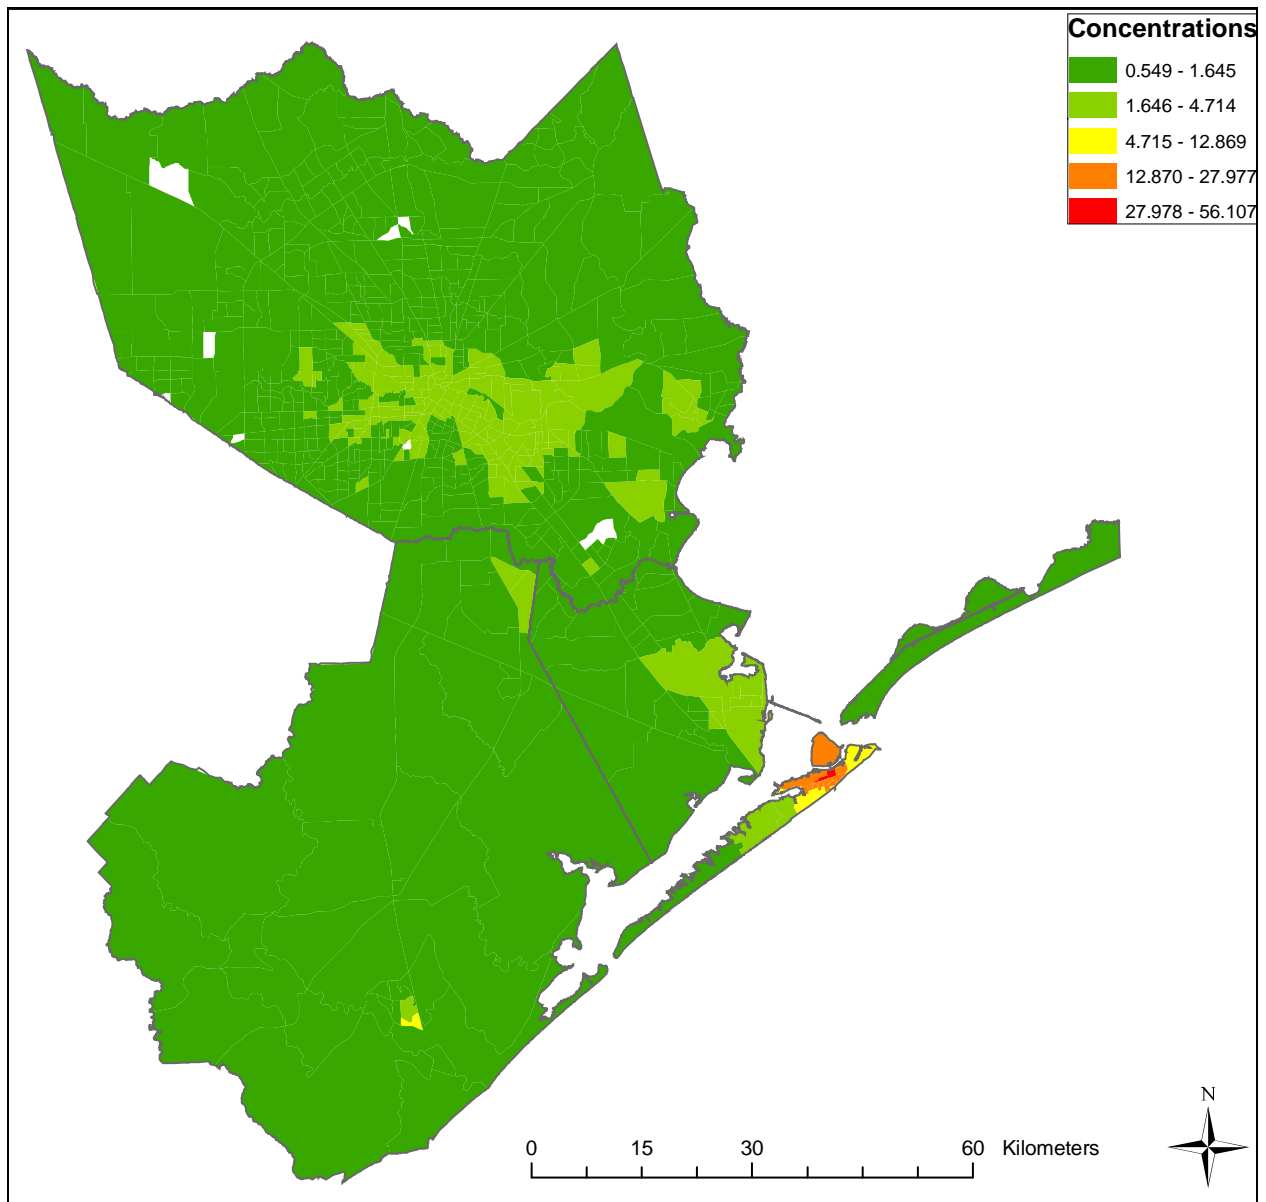 Concentrations
0.549 - 1.645
1.646 - 4.714
4.715 - 12.869
12.870 - 27.977
27.978 - 56.107
N
0 15 30 60 Kilometers